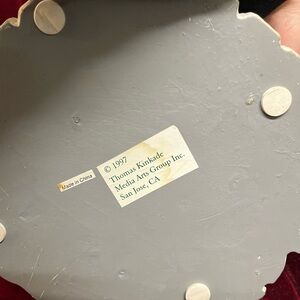 © 1997
Thomas Kinkade
Media Arts Group Inc.
San Jose, CA
Made in China